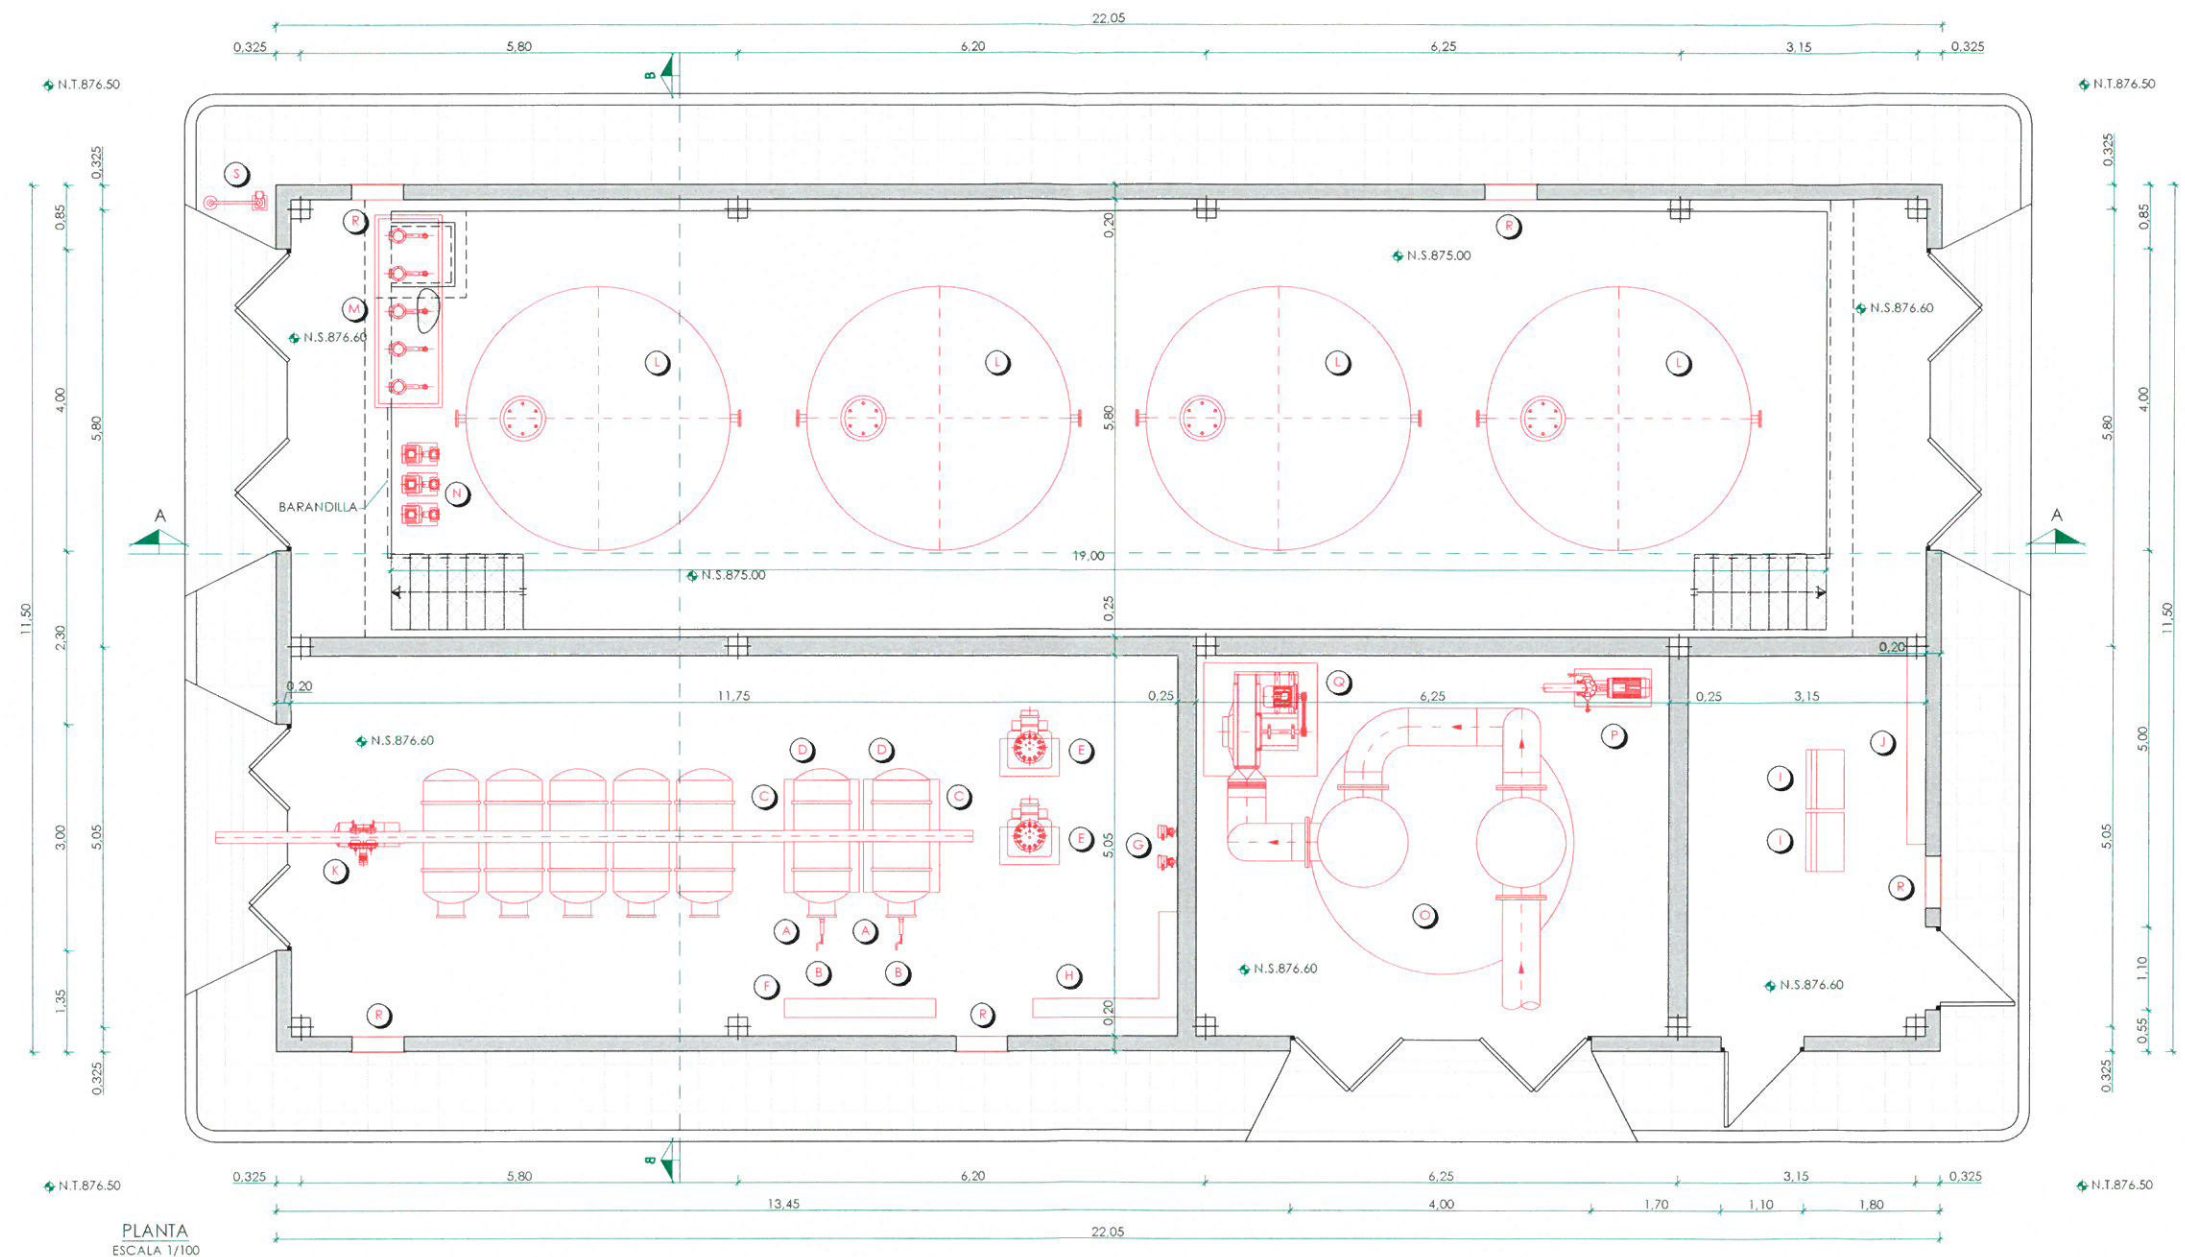 22,05
0,325 5,80 6,20 6,25 3,15 0,325
B
N.T.876.50 N.T.876.50
0,325 0,325
S
0,85 0,85
R R
0,20
N.S.875.00
M
N.S.876.60 N.S.876.60
L L L L
4,00 5,80 5,80 5,80 4,00
N
BARANDILLA
A A
19,00
N.S.875.00
11,50 2,30 0,25 11,50
0,20
0,20 11,75 0,25 Q 6,25 0,25 3,15
P J
N.S.876.60
D D E I
5,00
C C
3,00 5,05 E G 5,05 I 5,05
K R
O
A A
N.S.876.60
B B H
F
N.S.876.60 1,10
1,35 0,20
R R
0,55
0,325 0,325
B
0,325 5,80 6,20 6,25 3,15 0,325
N.T.876.50 N.T.876.50
13,45 4,00 1,70 1,10 1,80
22,05
PLANTA
ESCALA 1/100